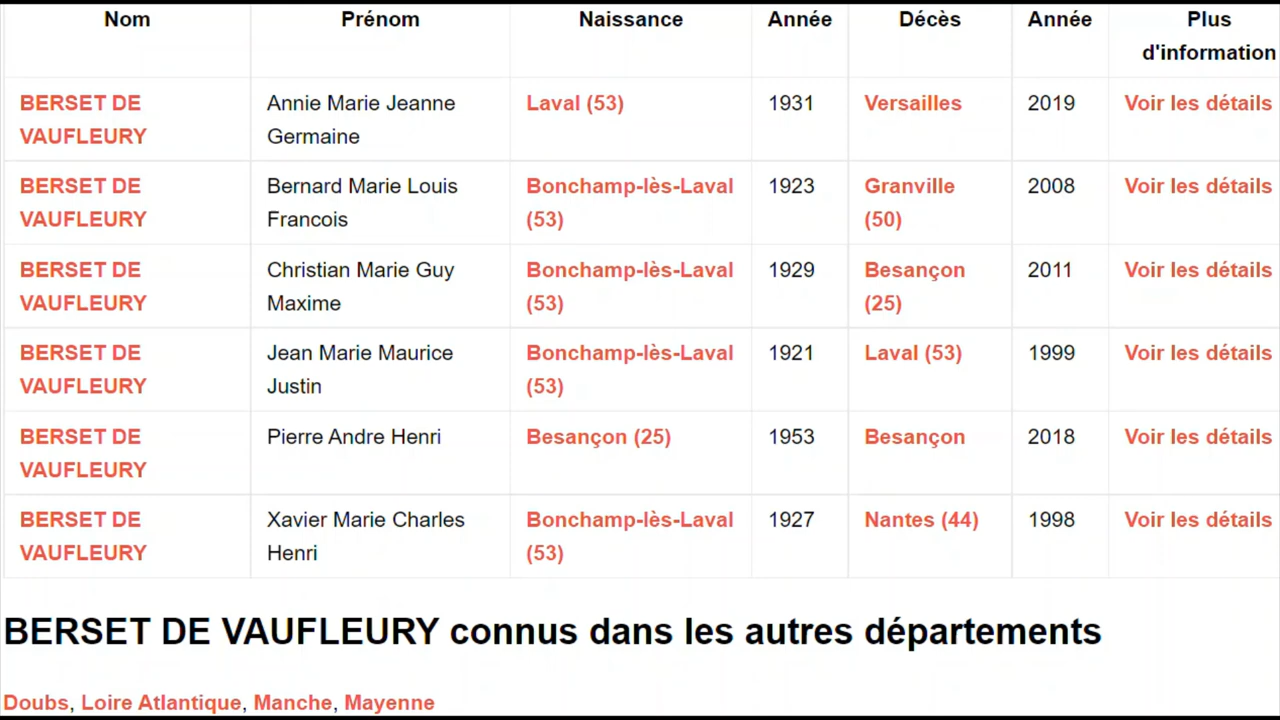 Nom Prénom Naissance Année Décès Année Plus
d'information
BERSET DE Annie Marie Jeanne Laval (53) 1931 Versailles 2019 Voir les détails
VAUFLEURY Germaine
BERSET DE Bernard Marie Louis Bonchamp-lès-Laval 1923 Granville 2008 Voir les détails
VAUFLEURY Francois (53) (50)
BERSET DE Christian Marie Guy Bonchamp-lès-Laval 1929 Besançon 2011 Voir les détails
VAUFLEURY Maxime (53) (25)
BERSET DE Jean Marie Maurice Bonchamp-lès-Laval 1921 Laval (53) 1999 Voir les détails
VAUFLEURY Justin (53)
BERSET DE Pierre Andre Henri Besançon (25) 1953 Besançon 2018 Voir les détails
VAUFLEURY
BERSET DE Xavier Marie Charles Bonchamp-lès-Laval 1927 Nantes (44) 1998 Voir les détails
VAUFLEURY Henri (53)
BERSET DE VAUFLEURY connus dans les autres départements
Doubs, Loire Atlantique, Manche, Mayenne